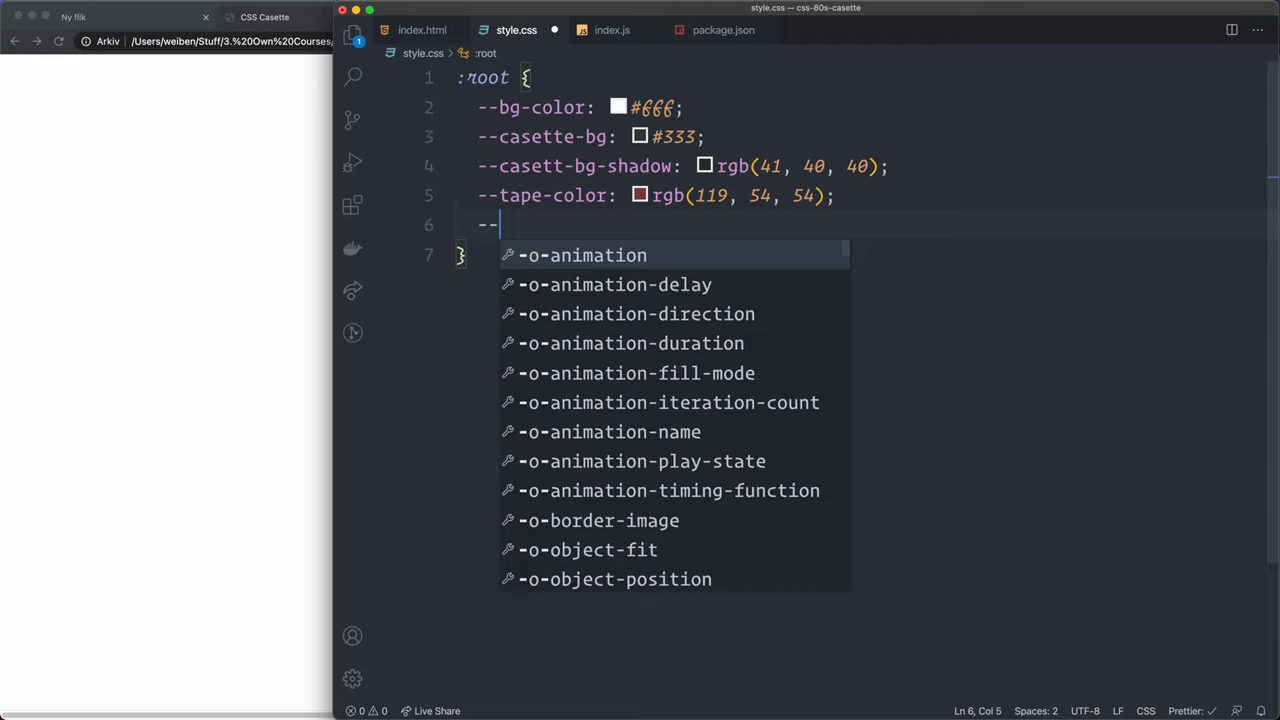 style.css — css-80s-casette
Ny flik
CSS Casette
Arkiv
/Users/weiben/Stuff/3.%20Own%20Courses/
index.html
style.css
index.js
package.json
style.css > :root
1 :root {
2 --bg-color: #fff;
3 --casette-bg: #333;
4 --casett-bg-shadow: rgb(41, 40, 40);
5 --tape-color: rgb(119, 54, 54);
6 --
7 }
-o-animation
-o-animation-delay
-o-animation-direction
-o-animation-duration
-o-animation-fill-mode
-o-animation-iteration-count
-o-animation-name
-o-animation-play-state
-o-animation-timing-function
-o-border-image
-o-object-fit
-o-object-position
1
0 0 Live Share Ln 6, Col 5 Spaces: 2 UTF-8 LF CSS Prettier: ✓